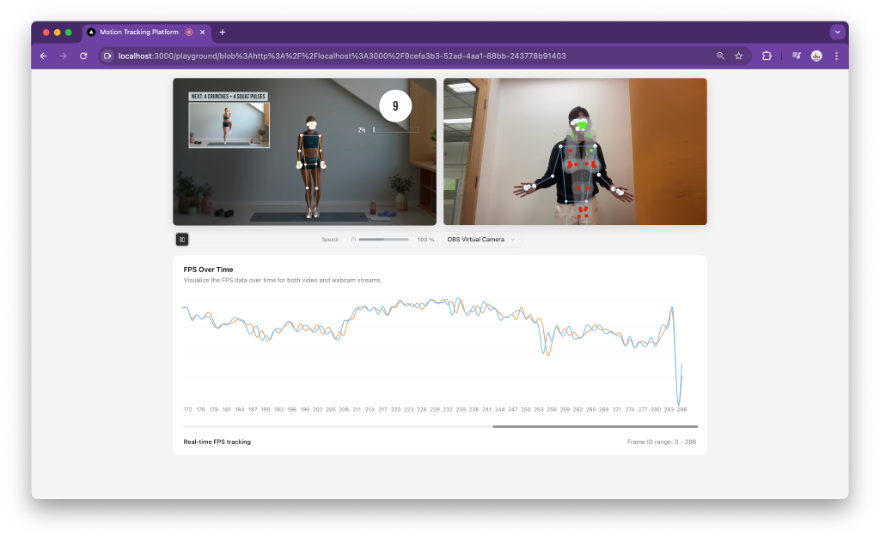 Motion Tracking Platform
localhost:3000/playground/blob%3Ahttp%3A%2F%2Flocalhost%3A3000%2F9cefa3b3-52ad-4aa1-88bb-243778b91403
NEXT: 4 CRUNCHES + 4 SQUAT PULSES
9
2%
Speed:
100 %
OBS Virtual Camera
FPS Over Time
Visualize the FPS data over time for both video and webcam streams.
172 175 178 181 184 187 190 193 196 199 202 205 208 211 214 217 220 223 226 229 232 235 238 241 244 247 250 253 256 259 262 265 268 271 274 277 280 283 286
Real-time FPS tracking
Frame ID range: 0 - 286